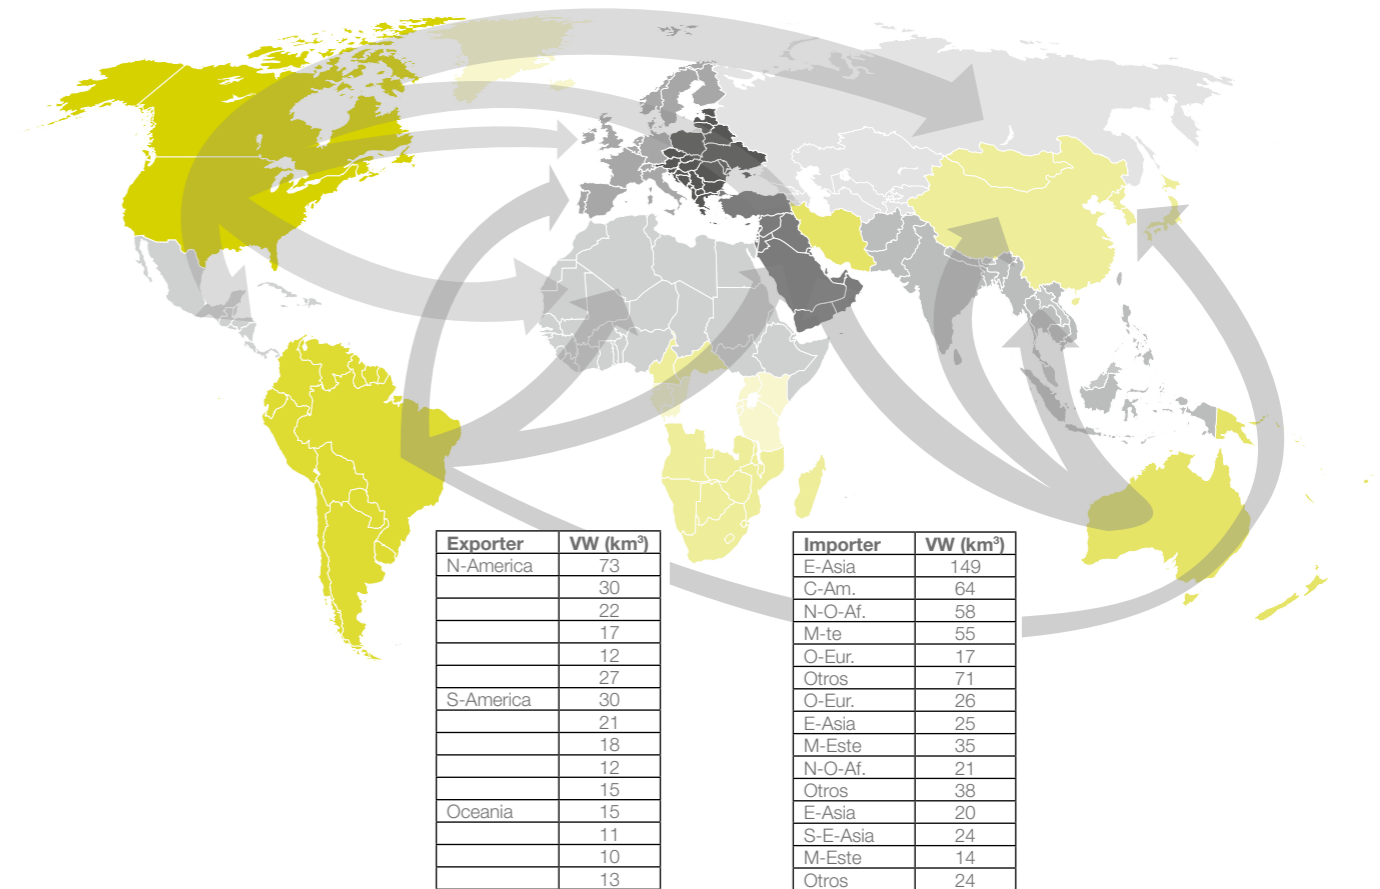 Exporter VW (km³)
N-America 73
30
22
17
12
27
S-America 30
21
18
12
15
Oceania 15
11
10
13
Importer VW (km³)
E-Asia 149
C-Am. 64
N-O-Af. 58
M-te 55
O-Eur. 17
Otros 71
O-Eur. 26
E-Asia 25
M-Este 35
N-O-Af. 21
Otros 38
E-Asia 20
S-E-Asia 24
M-Este 14
Otros 24